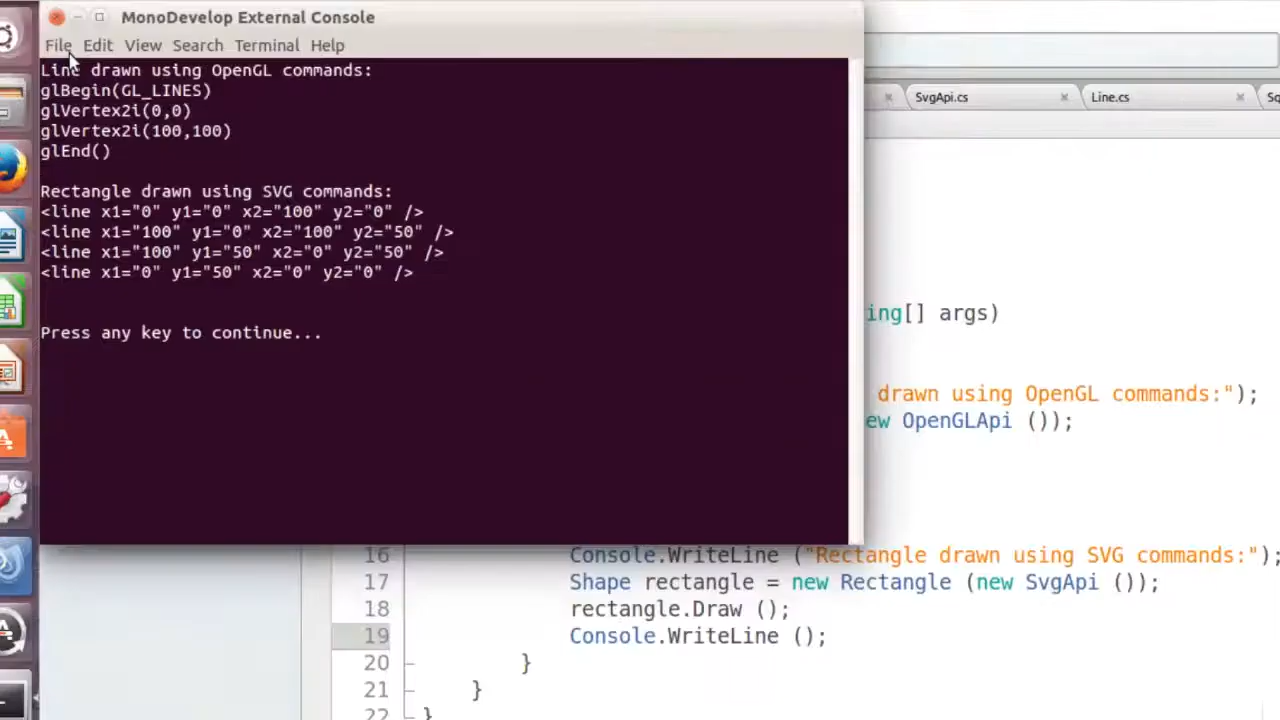 MonoDevelop External Console
File Edit View Search Terminal Help
Line drawn using OpenGL commands:
glBegin(GL_LINES)
glVertex2i(0,0)
glVertex2i(100,100)
glEnd()
Rectangle drawn using SVG commands:
<line x1="0" y1="0" x2="100" y2="0" />
<line x1="100" y1="0" x2="100" y2="50" />
<line x1="100" y1="50" x2="0" y2="50" />
<line x1="0" y1="50" x2="0" y2="0" />
Press any key to continue...
SvgApi.cs
Line.cs
ing[] args)
drawn using OpenGL commands:");
ew OpenGLApi ());
16 Console.WriteLine ("Rectangle drawn using SVG commands:");
17 Shape rectangle = new Rectangle (new SvgApi ());
18 rectangle.Draw ();
19 Console.WriteLine ();
20 }
21 }
22 }